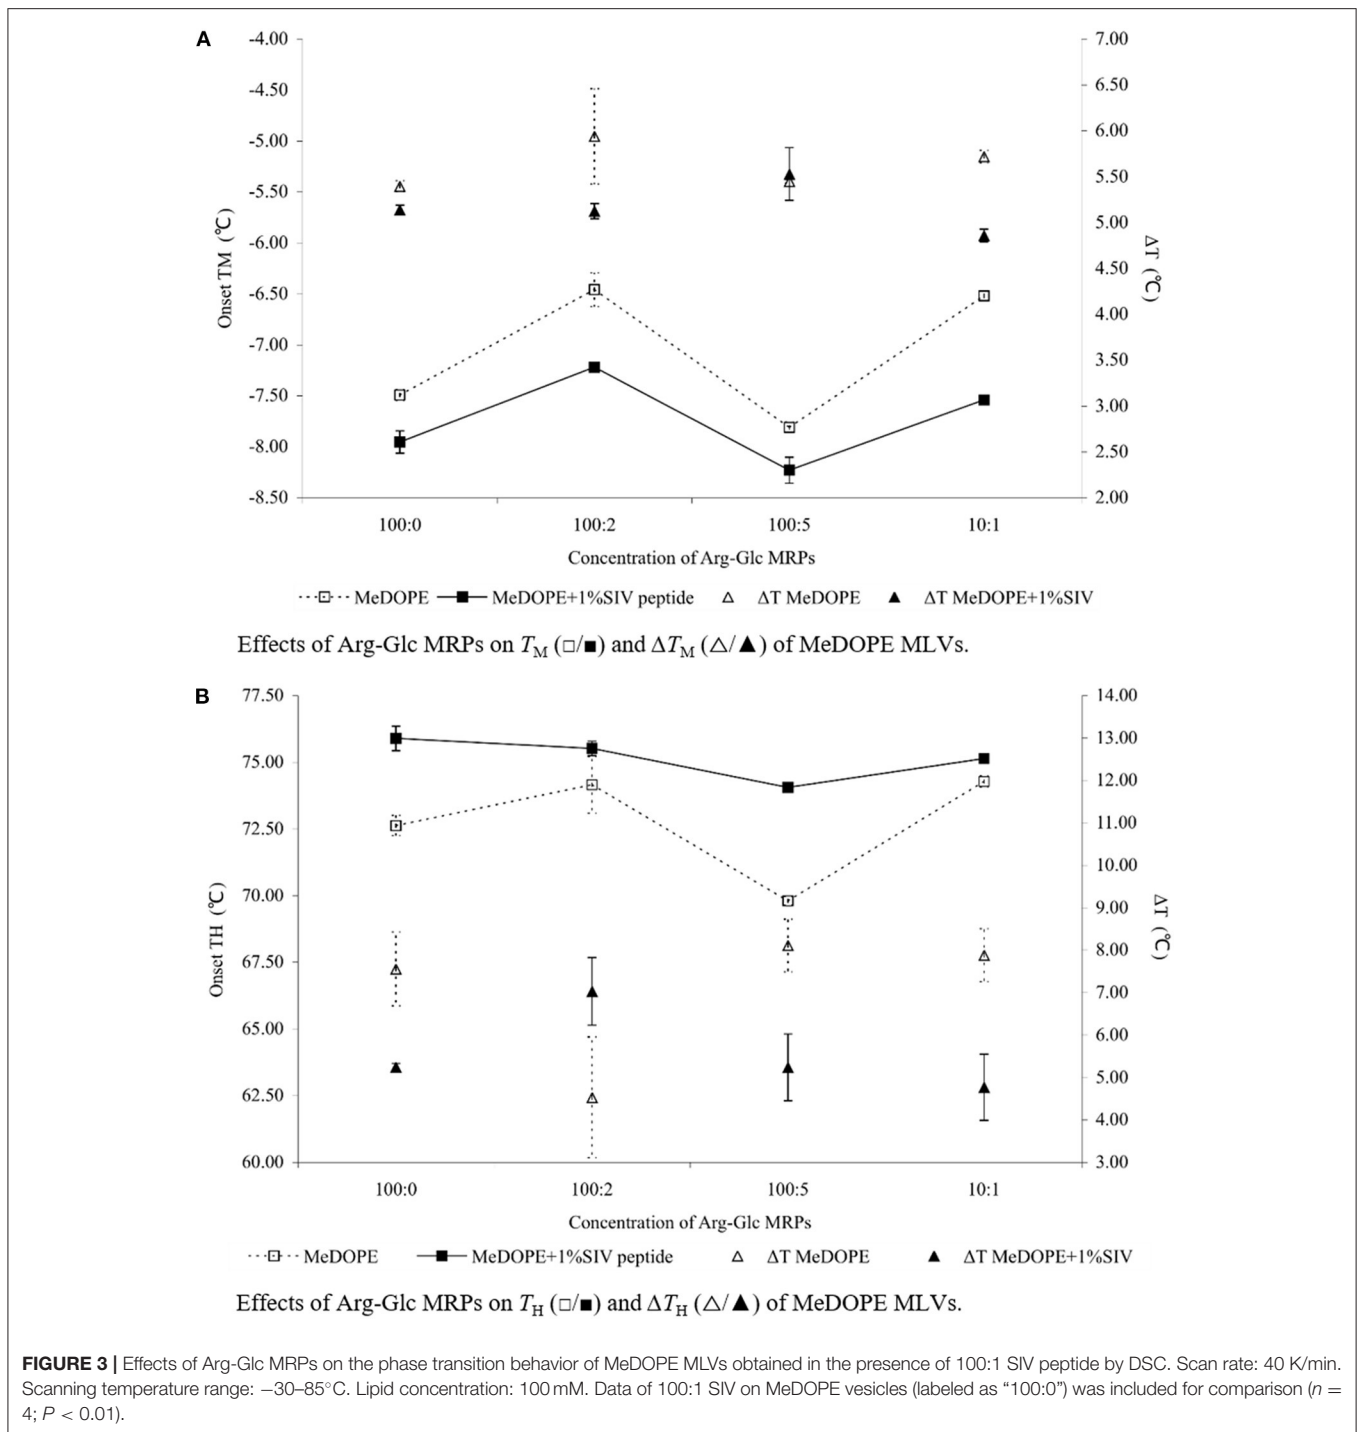 A
-4.00
-4.50
-5.00
-5.50
-6.00
-6.50
-7.00
-7.50
-8.00
-8.50
Onset TM (℃)
7.00
6.50
6.00
5.50
5.00
4.50
4.00
3.50
3.00
2.50
2.00
ΔT (℃)
100:0 100:2 100:5 10:1
Concentration of Arg-Glc MRPs
MeDOPE MeDOPE+1%SIV peptide ΔT MeDOPE ΔT MeDOPE+1%SIV
Effects of Arg-Glc MRPs on TM (□/■) and ΔTM (△/▲) of MeDOPE MLVs.
B
77.50
75.00
72.50
70.00
67.50
65.00
62.50
60.00
Onset TH (℃)
14.00
13.00
12.00
11.00
10.00
9.00
8.00
7.00
6.00
5.00
4.00
3.00
ΔT (℃)
100:0 100:2 100:5 10:1
Concentration of Arg-Glc MRPs
MeDOPE MeDOPE+1%SIV peptide ΔT MeDOPE ΔT MeDOPE+1%SIV
Effects of Arg-Glc MRPs on TH (□/■) and ΔTH (△/▲) of MeDOPE MLVs.
FIGURE 3 | Effects of Arg-Glc MRPs on the phase transition behavior of MeDOPE MLVs obtained in the presence of 100:1 SIV peptide by DSC. Scan rate: 40 K/min.
Scanning temperature range: −30–85°C. Lipid concentration: 100 mM. Data of 100:1 SIV on MeDOPE vesicles (labeled as “100:0”) was included for comparison (n =
4; P < 0.01).